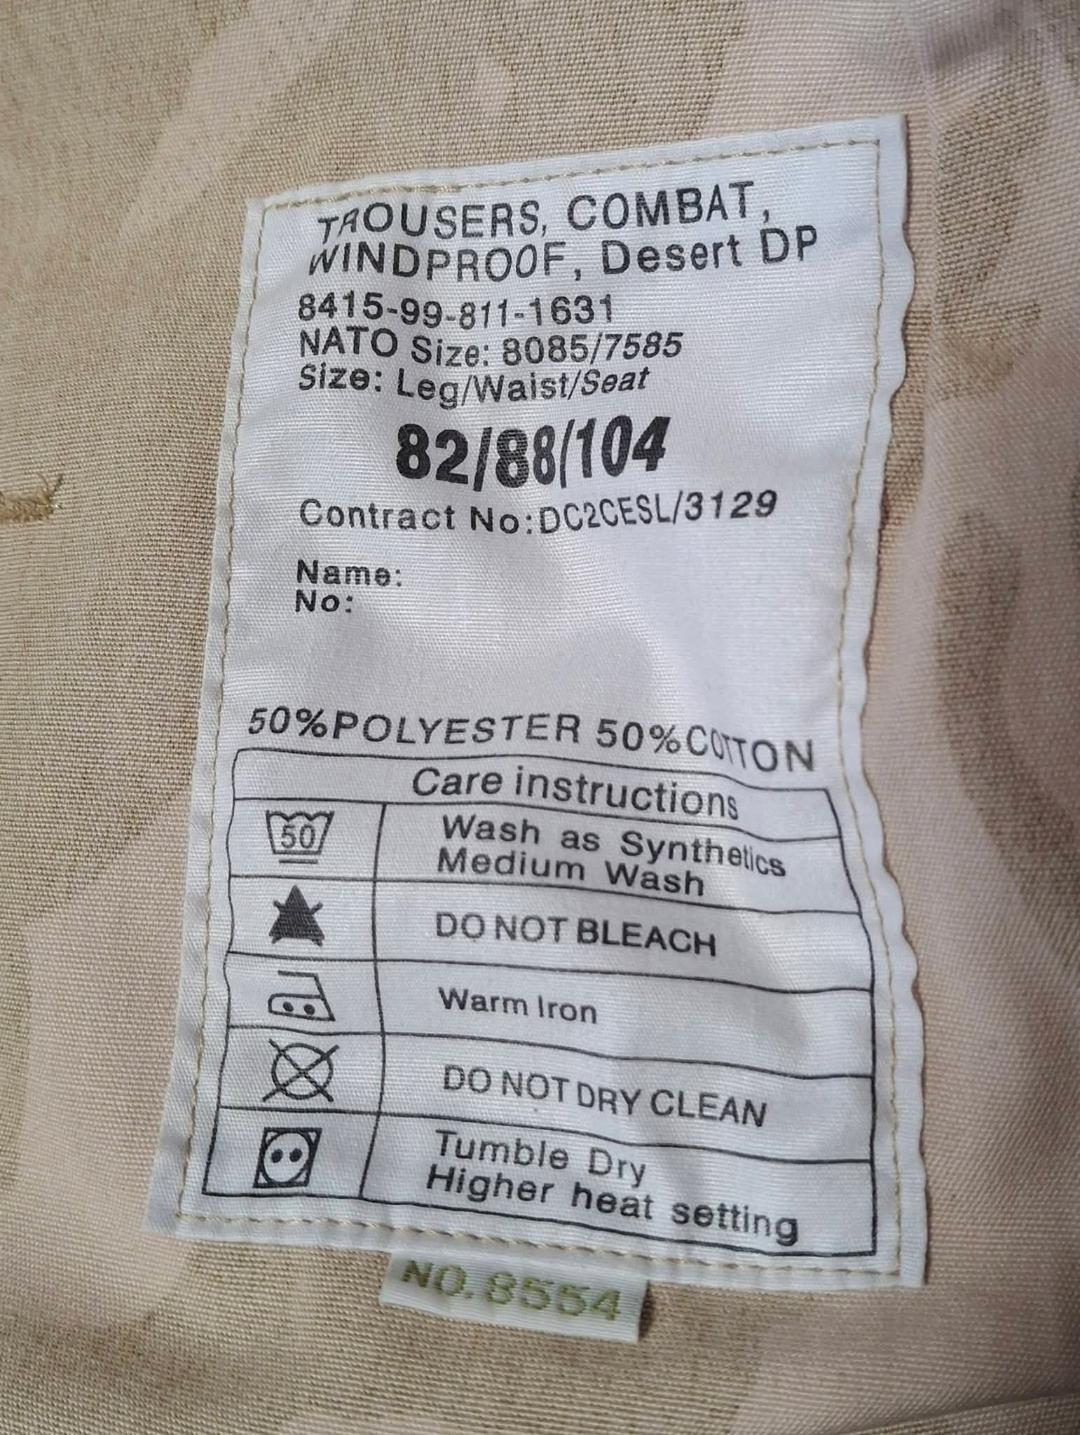 TROUSERS, COMBAT,
WINDPROOF, Desert DP
8415-99-811-1631
NATO Size: 8085/7585
Size: Leg/Waist/Seat
82/88/104
Contract No:DC2CESL/3129
Name:
No:
50%POLYESTER 50%COTTON
Care instructions
50
Wash as Synthetics
Medium Wash
DO NOT BLEACH
Warm Iron
DO NOT DRY CLEAN
Tumble Dry
Higher heat setting
NO. 8554